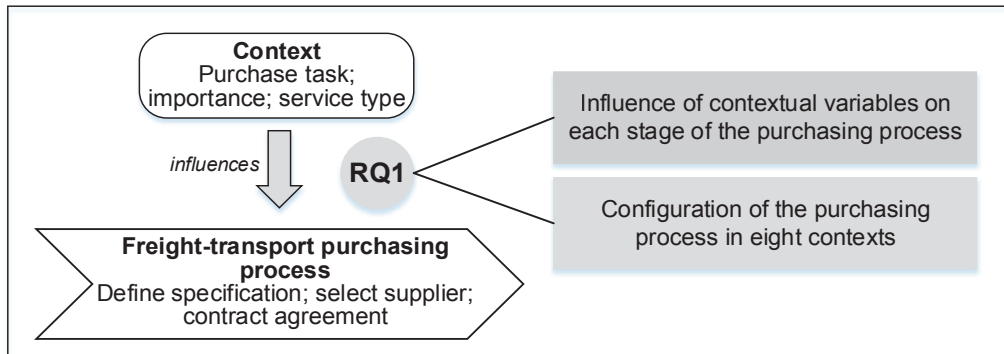 Context
Purchase task;
importance; service type
influences
RQ1
Influence of contextual variables on
each stage of the purchasing process
Configuration of the purchasing
process in eight contexts
Freight-transport purchasing
process
Define specification; select supplier;
contract agreement